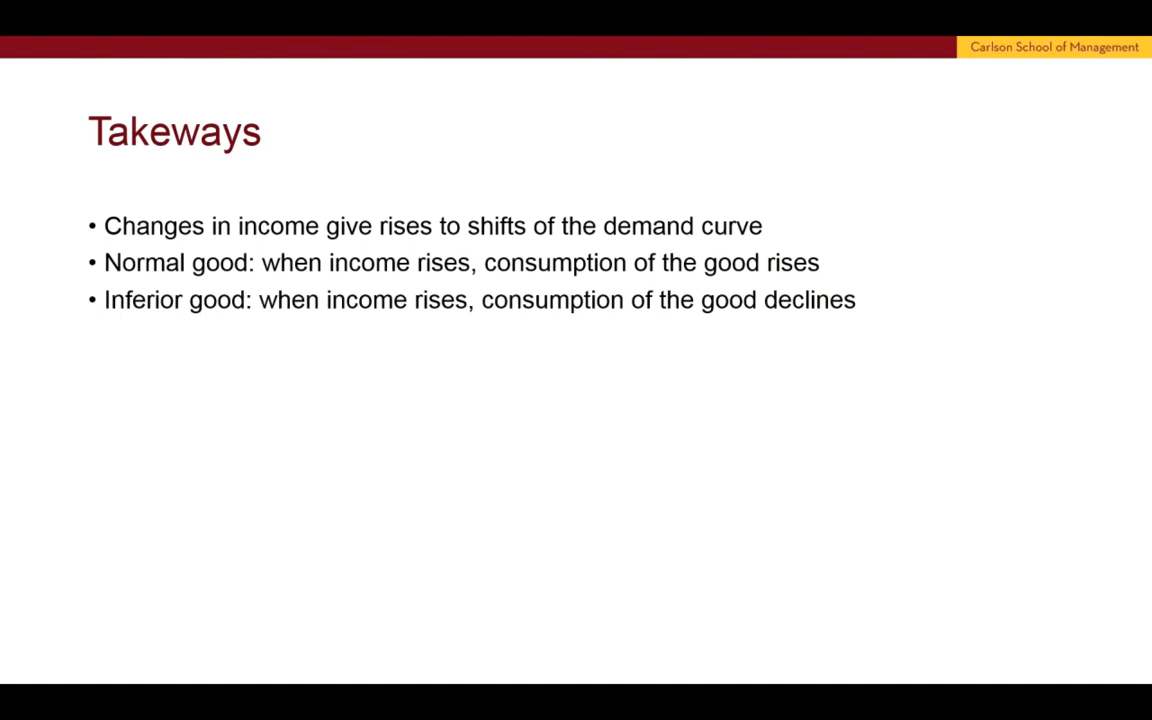 Carlson School of Management
Takeways
• Changes in income give rises to shifts of the demand curve
• Normal good: when income rises, consumption of the good rises
• Inferior good: when income rises, consumption of the good declines